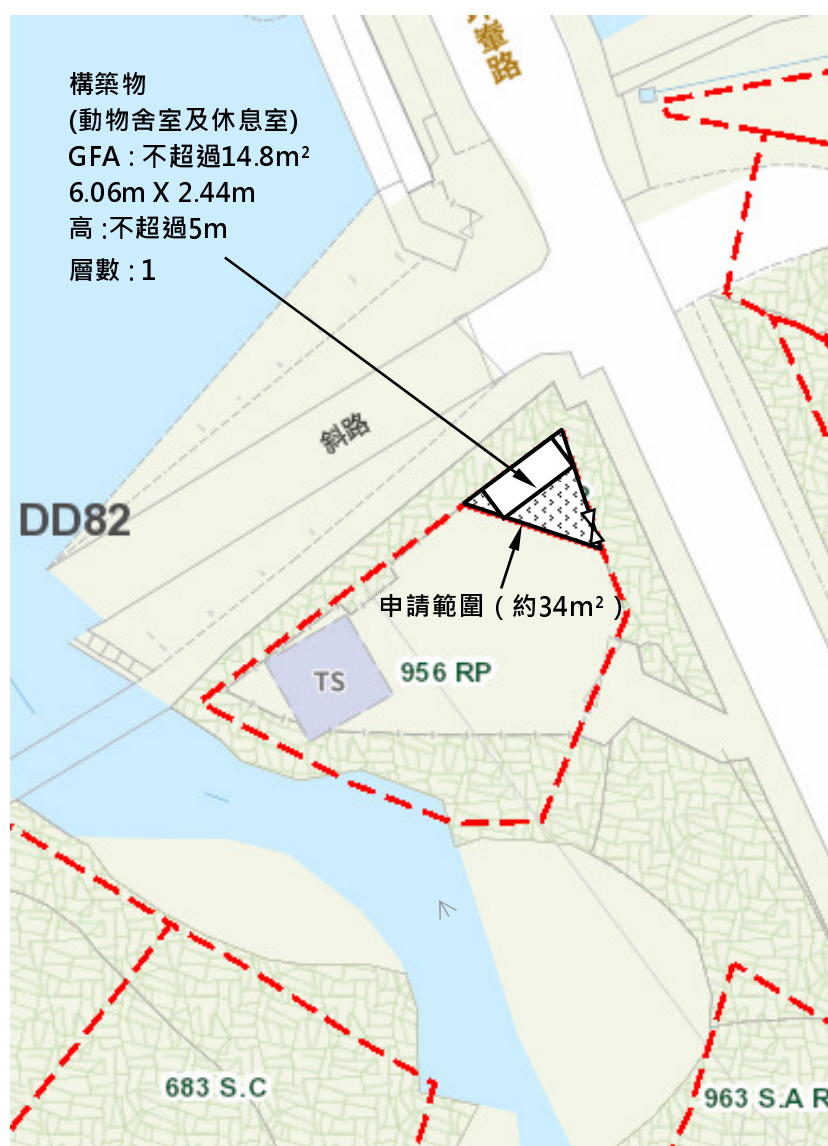 輋路
構築物
(動物舍室及休息室)
GFA : 不超過14.8m²
6.06m X 2.44m
高 :不超過5m
層數 : 1
斜路
DD82
申請範圍 ( 約34m² )
TS
956 RP
683 S.C
963 S.A R